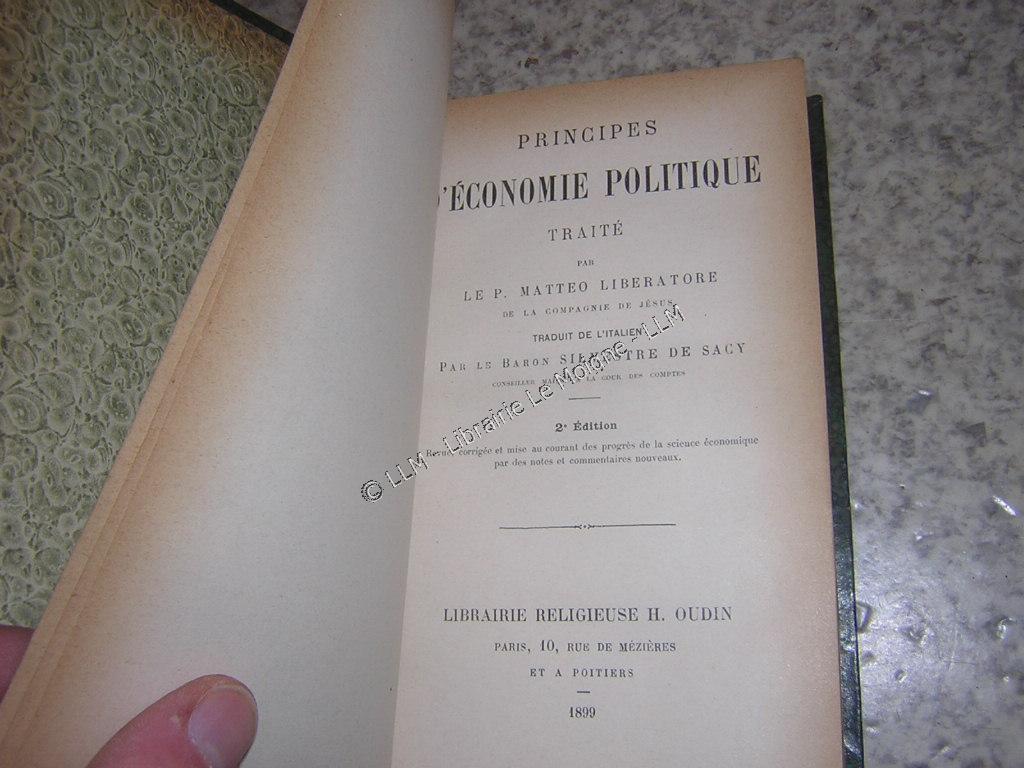 PRINCIPES
D'ÉCONOMIE POLITIQUE
TRAITÉ
PAR
LE P. MATTEO LIBERATORE
DE LA COMPAGNIE DE JÉSUS
TRADUIT DE L'ITALIEN
PAR LE BARON SILVESTRE DE SACY
CONSEILLER LA COUR DES COMPTES
2e Édition
Revue, corrigée et mise au courant des progrès de la science économique
par des notes et commentaires nouveaux.
LIBRAIRIE RELIGIEUSE H. OUDIN
PARIS, 10, RUE DE MÉZIÈRES
ET A POITIERS
1899
© LLM - Librairie Le Moigne - LLM